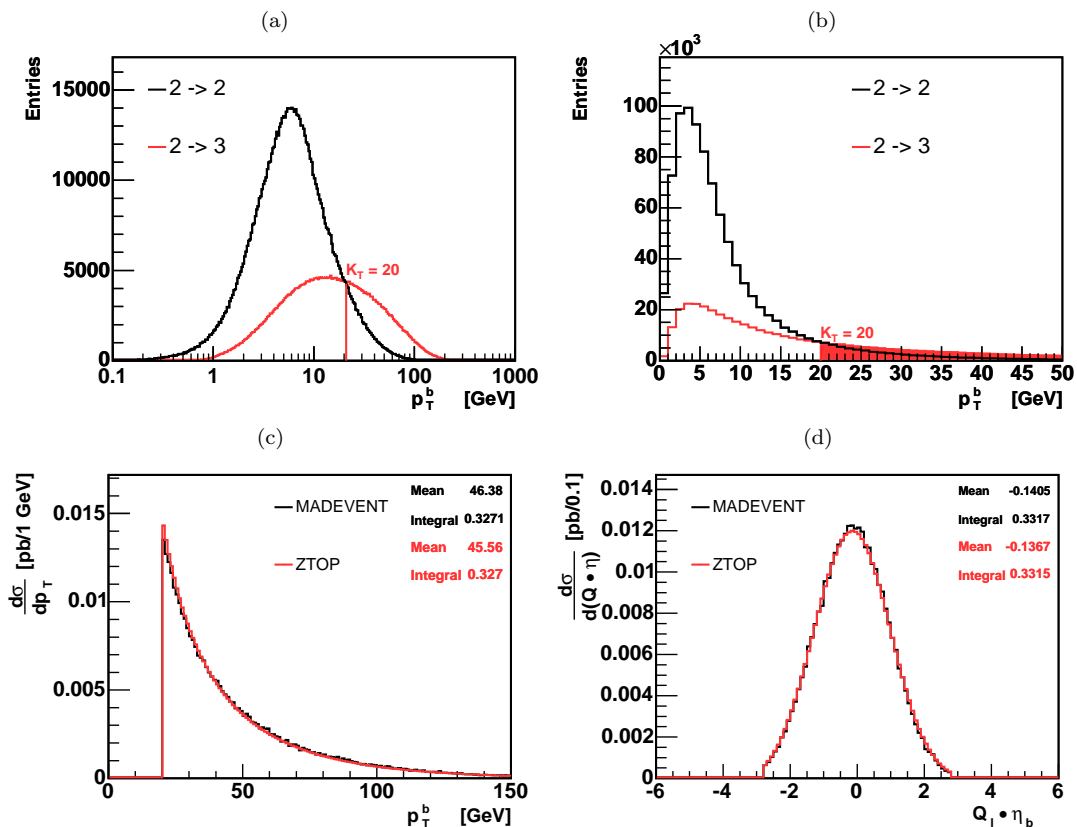 (a)
Entries
15000
10000
5000
0
2 -> 2
2 -> 3
K_T = 20
0.1 1 10 100 1000
p_T^b [GeV]
(b)
×10^3
Entries
100
80
60
40
20
0
2 -> 2
2 -> 3
K_T = 20
0 5 10 15 20 25 30 35 40 45 50
p_T^b [GeV]
(c)
dσ/dp_T [pb/1 GeV]
0.015
0.01
0.005
0
MADEVENT
ZTOP
Mean 46.38
Integral 0.3271
Mean 45.56
Integral 0.327
0 50 100 150
p_T^b [GeV]
(d)
dσ/d(Q • η) [pb/0.1]
0.014
0.012
0.01
0.008
0.006
0.004
0.002
0
MADEVENT
ZTOP
Mean -0.1405
Integral 0.3317
Mean -0.1367
Integral 0.3315
-6 -4 -2 0 2 4 6
Q_l • η_b